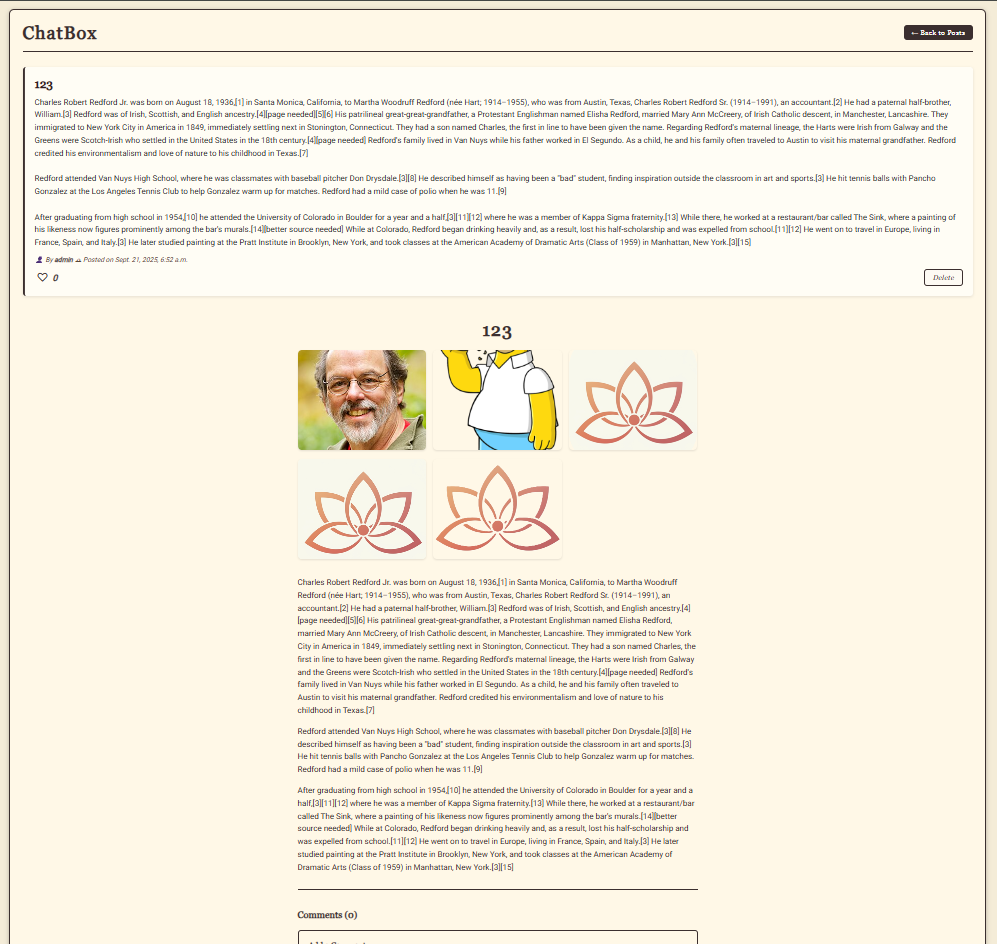 ChatBox
← Back to Posts
123
Charles Robert Redford Jr. was born on August 18, 1936,[1] in Santa Monica, California, to Martha Woodruff Redford (née Hart; 1914–1955), who was from Austin, Texas, Charles Robert Redford Sr. (1914–1991), an accountant.[2] He had a paternal half-brother,
William.[3] Redford was of Irish, Scottish, and English ancestry.[4][page needed][5][6] His patrilineal great-great-grandfather, a Protestant Englishman named Elisha Redford, married Mary Ann McCreery, of Irish Catholic descent, in Manchester, Lancashire. They
immigrated to New York City in America in 1849, immediately settling next in Stonington, Connecticut. They had a son named Charles, the first in line to have been given the name. Regarding Redford's maternal lineage, the Harts were Irish from Galway and the
Greens were Scotch-Irish who settled in the United States in the 18th century.[4][page needed] Redford's family lived in Van Nuys while his father worked in El Segundo. As a child, he and his family often traveled to Austin to visit his maternal grandfather. Redford
credited his environmentalism and love of nature to his childhood in Texas.[7]
Redford attended Van Nuys High School, where he was classmates with baseball pitcher Don Drysdale.[3][8] He described himself as having been a "bad" student, finding inspiration outside the classroom in art and sports.[3] He hit tennis balls with Pancho
Gonzalez at the Los Angeles Tennis Club to help Gonzalez warm up for matches. Redford had a mild case of polio when he was 11.[9]
After graduating from high school in 1954,[10] he attended the University of Colorado in Boulder for a year and a half,[3][11][12] where he was a member of Kappa Sigma fraternity.[13] While there, he worked at a restaurant/bar called The Sink, where a painting of
his likeness now figures prominently among the bar's murals.[14][better source needed] While at Colorado, Redford began drinking heavily and, as a result, lost his half-scholarship and was expelled from school.[11][12] He went on to travel in Europe, living in
France, Spain, and Italy.[3] He later studied painting at the Pratt Institute in Brooklyn, New York, and took classes at the American Academy of Dramatic Arts (Class of 1959) in Manhattan, New York.[3][15]
By admin Posted on Sept. 21, 2025, 6:52 a.m.
0
Delete
123
Charles Robert Redford Jr. was born on August 18, 1936,[1] in Santa Monica, California, to Martha Woodruff
Redford (née Hart; 1914–1955), who was from Austin, Texas, Charles Robert Redford Sr. (1914–1991), an
accountant.[2] He had a paternal half-brother, William.[3] Redford was of Irish, Scottish, and English ancestry.[4]
[page needed][5][6] His patrilineal great-great-grandfather, a Protestant Englishman named Elisha Redford,
married Mary Ann McCreery, of Irish Catholic descent, in Manchester, Lancashire. They immigrated to New York
City in America in 1849, immediately settling next in Stonington, Connecticut. They had a son named Charles, the
first in line to have been given the name. Regarding Redford's maternal lineage, the Harts were Irish from Galway
and the Greens were Scotch-Irish who settled in the United States in the 18th century.[4][page needed] Redford's
family lived in Van Nuys while his father worked in El Segundo. As a child, he and his family often traveled to
Austin to visit his maternal grandfather. Redford credited his environmentalism and love of nature to his
childhood in Texas.[7]
Redford attended Van Nuys High School, where he was classmates with baseball pitcher Don Drysdale.[3][8] He
described himself as having been a "bad" student, finding inspiration outside the classroom in art and sports.[3]
He hit tennis balls with Pancho Gonzalez at the Los Angeles Tennis Club to help Gonzalez warm up for matches.
Redford had a mild case of polio when he was 11.[9]
After graduating from high school in 1954,[10] he attended the University of Colorado in Boulder for a year and a
half,[3][11][12] where he was a member of Kappa Sigma fraternity.[13] While there, he worked at a restaurant/bar
called The Sink, where a painting of his likeness now figures prominently among the bar's murals.[14][better
source needed] While at Colorado, Redford began drinking heavily and, as a result, lost his half-scholarship and
was expelled from school.[11][12] He went on to travel in Europe, living in France, Spain, and Italy.[3] He later
studied painting at the Pratt Institute in Brooklyn, New York, and took classes at the American Academy of
Dramatic Arts (Class of 1959) in Manhattan, New York.[3][15]
Comments (0)